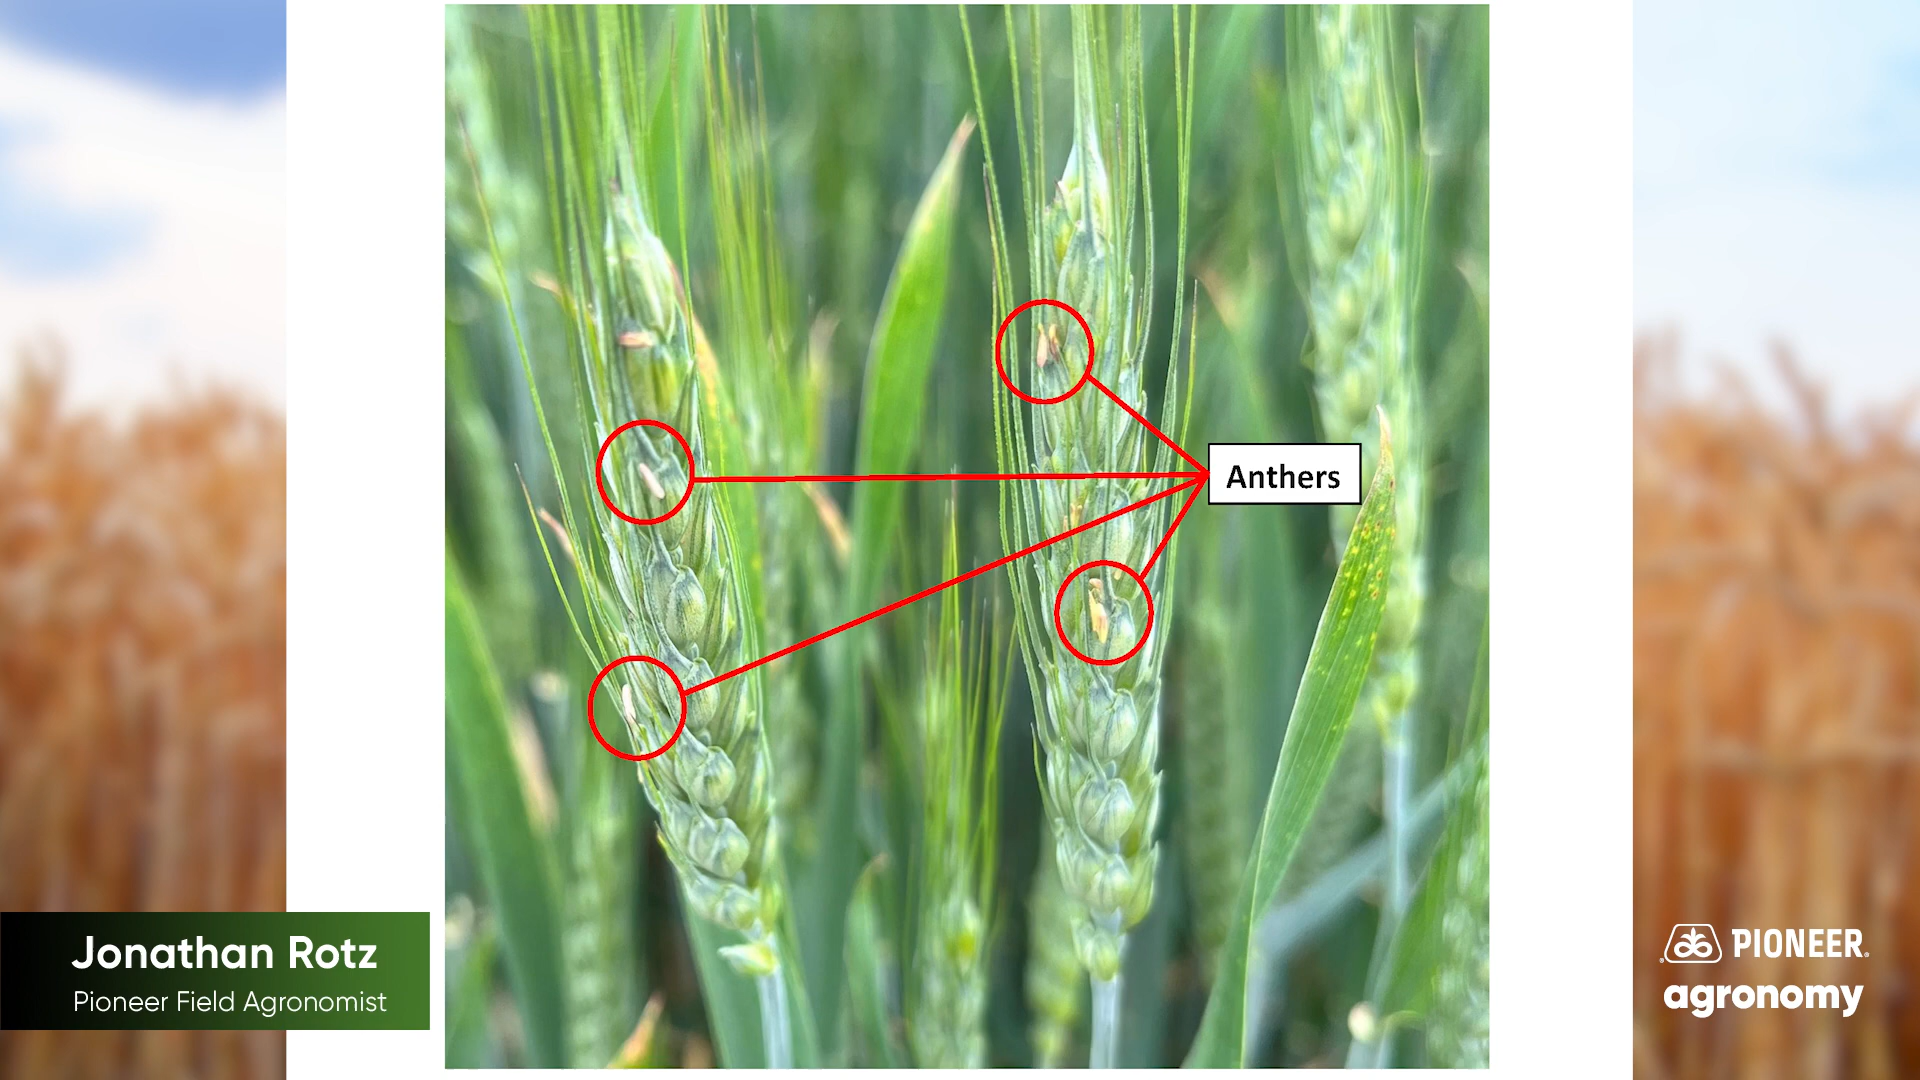 Anthers
Jonathan Rotz
Pioneer Field Agronomist
PIONEER
agronomy